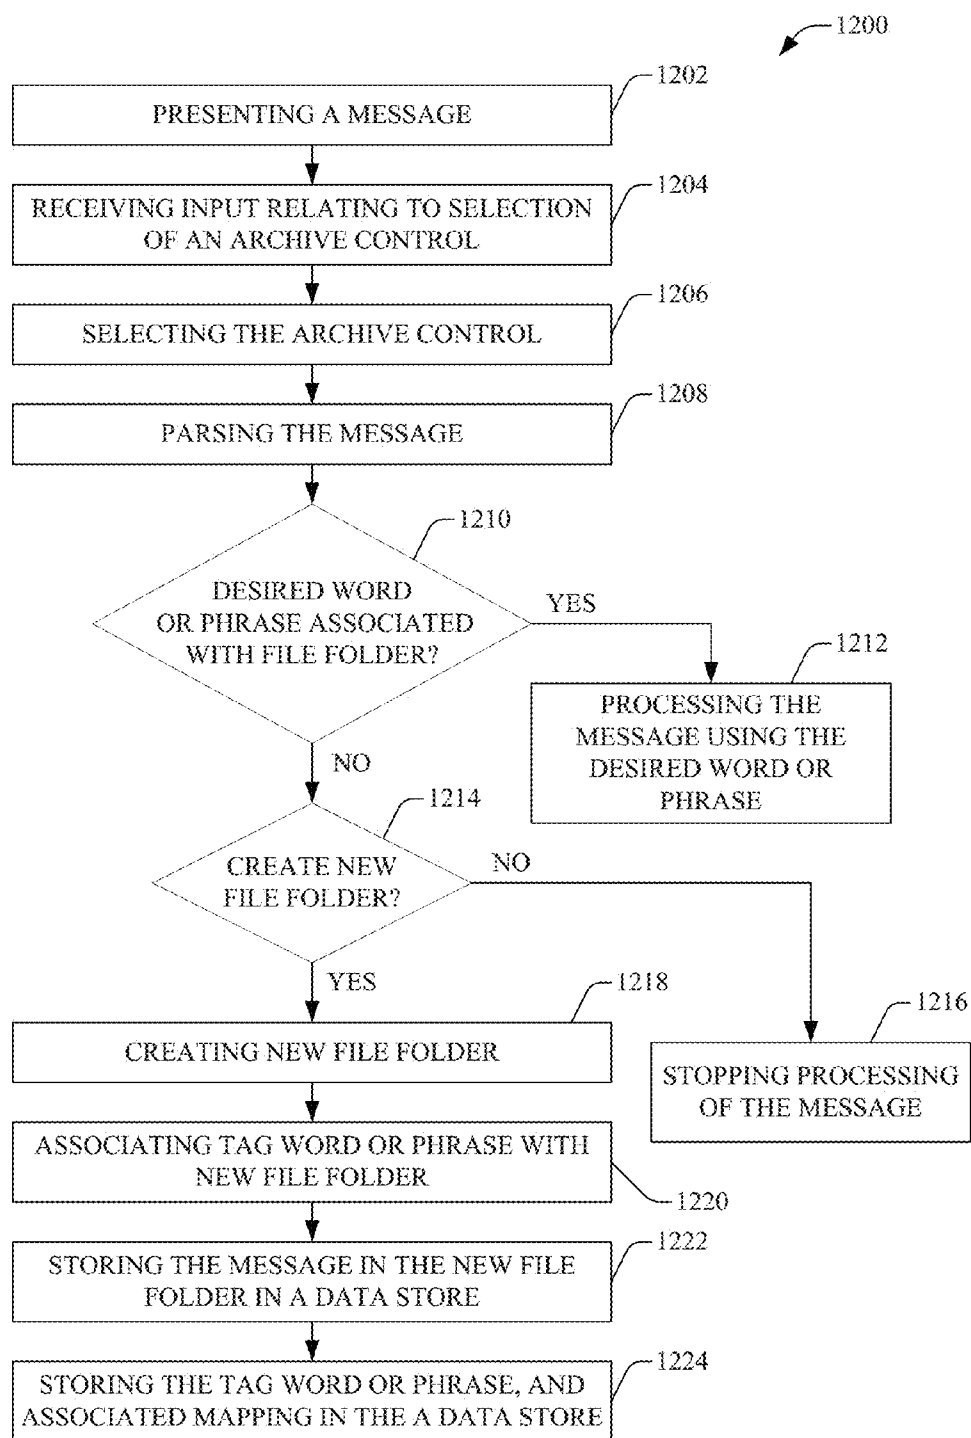 1200
1202
PRESENTING A MESSAGE
1204
RECEIVING INPUT RELATING TO SELECTION
OF AN ARCHIVE CONTROL
1206
SELECTING THE ARCHIVE CONTROL
1208
PARSING THE MESSAGE
1210
DESIRED WORD
OR PHRASE ASSOCIATED
WITH FILE FOLDER?
YES
1212
PROCESSING THE
MESSAGE USING THE
DESIRED WORD OR
PHRASE
NO
1214
CREATE NEW
FILE FOLDER?
NO
YES
1216
STOPPING PROCESSING
OF THE MESSAGE
1218
CREATING NEW FILE FOLDER
ASSOCIATING TAG WORD OR PHRASE WITH
NEW FILE FOLDER
1220
1222
STORING THE MESSAGE IN THE NEW FILE
FOLDER IN A DATA STORE
1224
STORING THE TAG WORD OR PHRASE, AND
ASSOCIATED MAPPING IN THE A DATA STORE